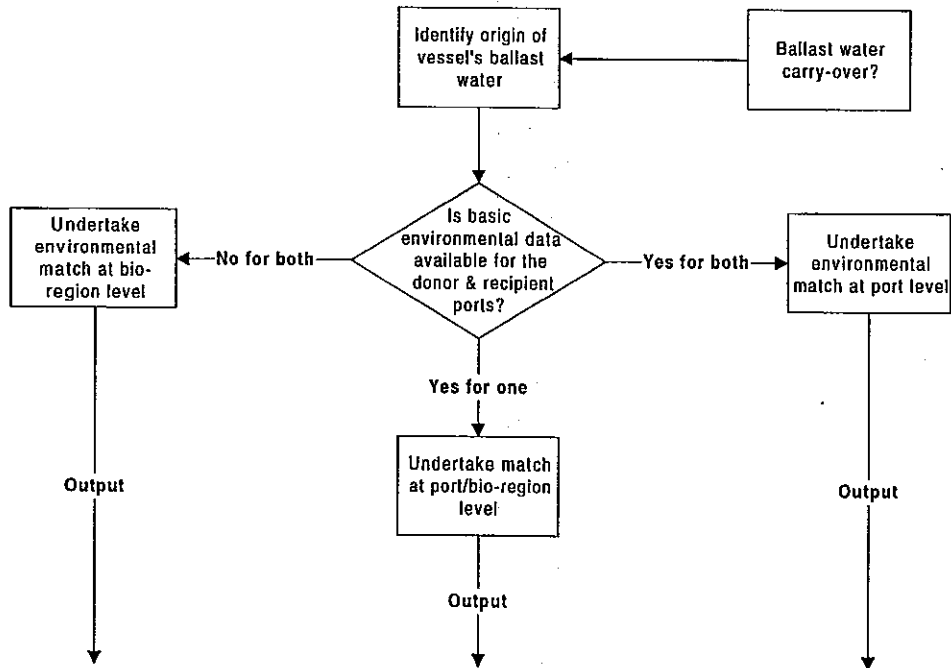 Identify origin of
vessel's ballast
water
Ballast water
carry-over?
Is basic
environmental data
available for the
donor & recipient
ports?
Undertake
environmental
match at bio-
region level
No for both
Yes for both
Undertake
environmental
match at port level
Yes for one
Undertake match
at port/bio-region
level
Output
Output
Output